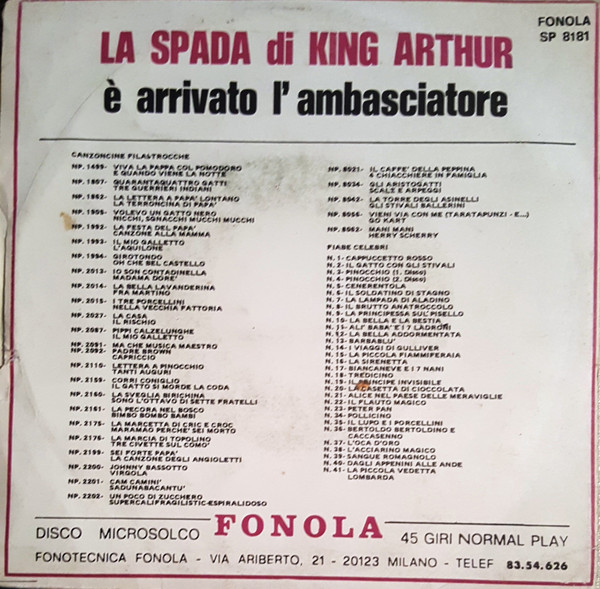 FONOLA
SP 8181
LA SPADA di KING ARTHUR
è arrivato l'ambasciatore
CANZONCINE FILASTROCCHE
NP. 1499- VIVA LA PAPPA COL POMODORO
E QUANDO VIENE LA NOTTE
NP. 1807- QUARANTAQUATTRO GATTI
TRE GUERRIERI INDIANI
NP. 1862- LA LETTERA A PAPA' LONTANO
LA TERRONCINA DI PAPA'
NP. 1905- VOLEVO UN GATTO NERO
NICCHI, SGNACCHI MUCCHI MUCCHI
NP. 1992- LA FESTA DEL PAPA'
CANZONE ALLA MAMMA
NP. 1993- IL MIO GALLETTO
L'AQUILONE
NP. 1994- GIROTONDO
OH CHE BEL CASTELLO
NP. 2013- IO SON CONTADINELLA
MADAMA DORE'
NP. 2014- LA BELLA LAVANDERINA
FRA MARTINO
NP. 2015- I TRE PORCELLINI
NELLA VECCHIA FATTORIA
NP. 2027- LA CASA
IL RISCHIO
NP. 2087- PIPPI CALZELUNGHE
IL MIO GALLETTO
NP. 2091- MA CHE MUSICA MAESTRO
NP. 2092- PADRE BROWN
CAPRICCIO
NP. 2110- LETTERA A PINOCCHIO
TANTI AUGURI
NP. 2159- CORRI CONIGLIO
IL GATTO SI MORDE LA CODA
NP. 2160- LA SVEGLIA BIRICHINA
SONO L'OTTAVO DI SETTE FRATELLI
NP. 2161- LA PECORA NEL BOSCO
BIMBO BOMBO BAMBI
NP. 2175- LA MARCETTA DI CRIC E CROC
MARAMAO PERCHE' SEI MORTO
NP. 2176- LA MARCIA DI TOPOLINO
TRE CIVETTE SUL COMO'
NP. 2199- SEI FORTE PAPA'
LA CANZONE DEGLI ANGIOLETTI
NP. 2200- JOHNNY BASSOTTO
VIRGOLA
NP. 2201- CAM CAMINI'
SADUNABACANTU'
NP. 2202- UN POCO DI ZUCCHERO
SUPERCALIFRAGILISTIC-ESPIRALIDOSO
NP. 8021- IL CAFFE' DELLA PEPPINA
4 CHIACCHIERE IN FAMIGLIA
NP. 8034- GLI ARISTOGATTI
SCALE E ARPEGGI
NP. 8042- LA TORRE DEGLI ASINELLI
GLI STIVALI BALLERINI
NP. 8056- VIENI VIA CON ME (TARATAPUNZI - E...)
GO KART
NP. 8062- MANI MANI
HERRY SCHERRY
FIABE CELEBRI
N. 1- CAPPUCCETTO ROSSO
N. 2- IL GATTO CON GLI STIVALI
N. 3- PINOCCHIO (1. Disco)
N. 4- PINOCCHIO (2. Disco)
N. 5- CENERENTOLA
N. 6- IL SOLDATINO DI STAGNO
N. 7- LA LAMPADA DI ALADINO
N. 8- IL BRUTTO ANATROCCOLO
N. 9- LA PRINCIPESSA SUL PISELLO
N. 10- LA BELLA E LA BESTIA
N. 11- ALI' BABA' E I 7 LADRONI
N. 12- LA BELLA ADDORMENTATA
N. 13- BARBABLU'
N. 14- I VIAGGI DI GULLIVER
N. 15- LA PICCOLA FIAMMIFERAIA
N. 16- LA SIRENETTA
N. 17- BIANCANEVE E I 7 NANI
N. 18- TREDICINO
N. 19- IL PRINCIPE INVISIBILE
N. 20- LA CASETTA DI CIOCCOLATA
N. 21- ALICE NEL PAESE DELLE MERAVIGLIE
N. 22- IL FLAUTO MAGICO
N. 23- PETER PAN
N. 24- POLLICINO
N. 35- IL LUPO E I PORCELLINI
N. 36- BERTOLDO BERTOLDINO E
CACCASENNO
N. 37- L'OCA D'ORO
N. 38- L'ACCIARINO MAGICO
N. 39- SANGUE ROMAGNOLO
N. 40- DAGLI APPENINI ALLE ANDE
N. 41- LA PICCOLA VEDETTA
LOMBARDA
DISCO MICROSOLCO FONOLA 45 GIRI NORMAL PLAY
FONOTECNICA FONOLA - VIA ARIBERTO, 21 - 20123 MILANO - TELEF 83.54.626